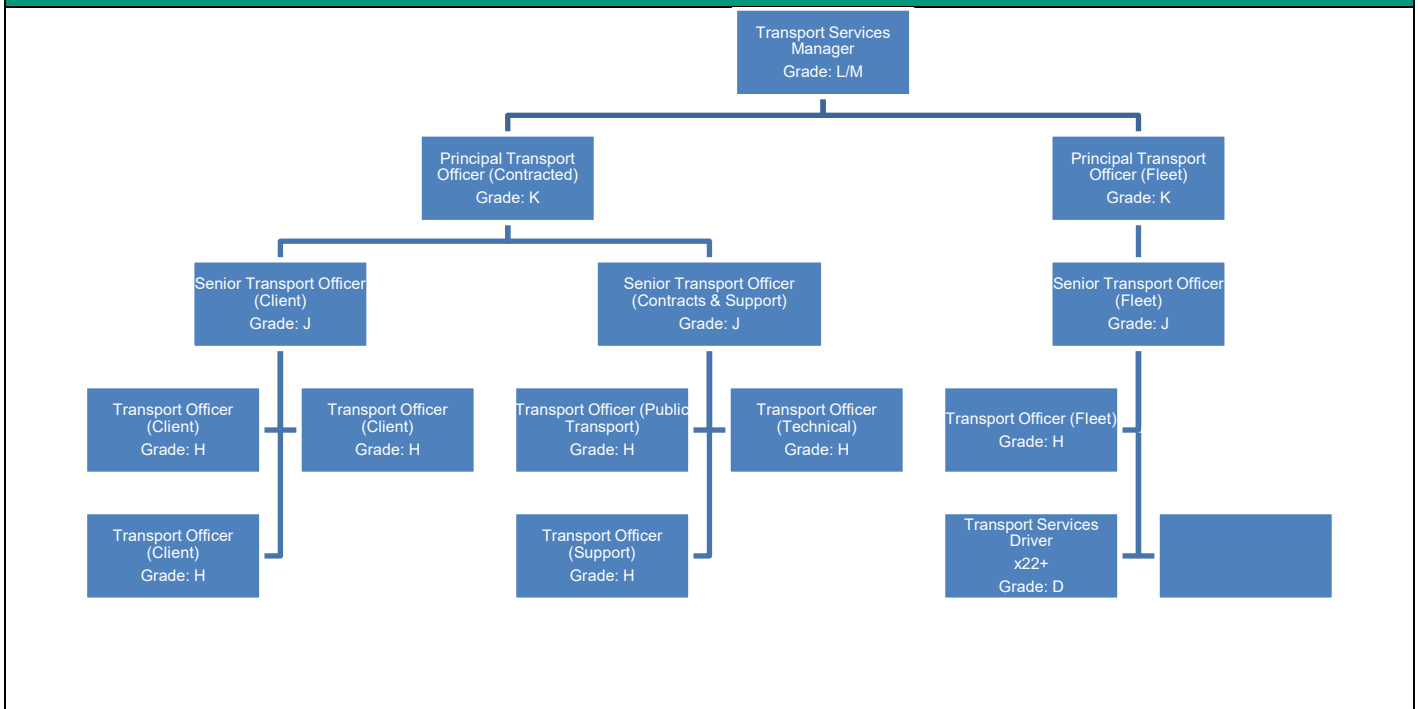 Transport Services
Manager
Grade: L/M
Principal Transport
Officer (Contracted)
Grade: K
Principal Transport
Officer (Fleet)
Grade: K
Senior Transport Officer
(Client)
Grade: J
Senior Transport Officer
(Contracts & Support)
Grade: J
Senior Transport Officer
(Fleet)
Grade: J
Transport Officer
(Client)
Grade: H
Transport Officer
(Client)
Grade: H
Transport Officer (Public
Transport)
Grade: H
Transport Officer
(Technical)
Grade: H
Transport Officer (Fleet)
Grade: H
Transport Officer
(Client)
Grade: H
Transport Officer
(Support)
Grade: H
Transport Services
Driver
x22+
Grade: D